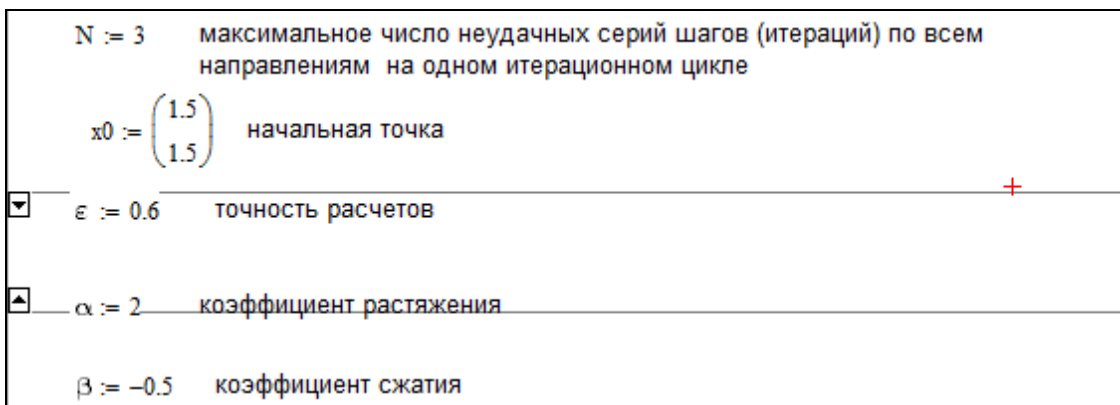 N := 3 максимальное число неудачных серий шагов (итераций) по всем
направлениям на одном итерационном цикле
x0 := (1.5
1.5) начальная точка
ε := 0.6 точность расчетов
α := 2 коэффициент растяжения
β := −0.5 коэффициент сжатия